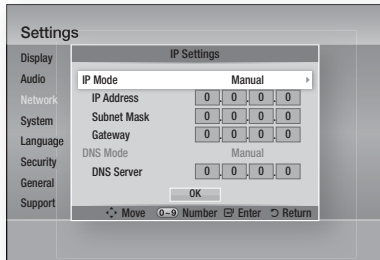 Settings
Display
Audio
Network
System
Language
Security
General
Support
IP Settings
IP Mode Manual
IP Address 0 . 0 . 0 . 0
Subnet Mask 0 . 0 . 0 . 0
Gateway 0 . 0 . 0 . 0
DNS Mode Manual
DNS Server 0 . 0 . 0 . 0
OK
Move 0~9 Number Enter Return